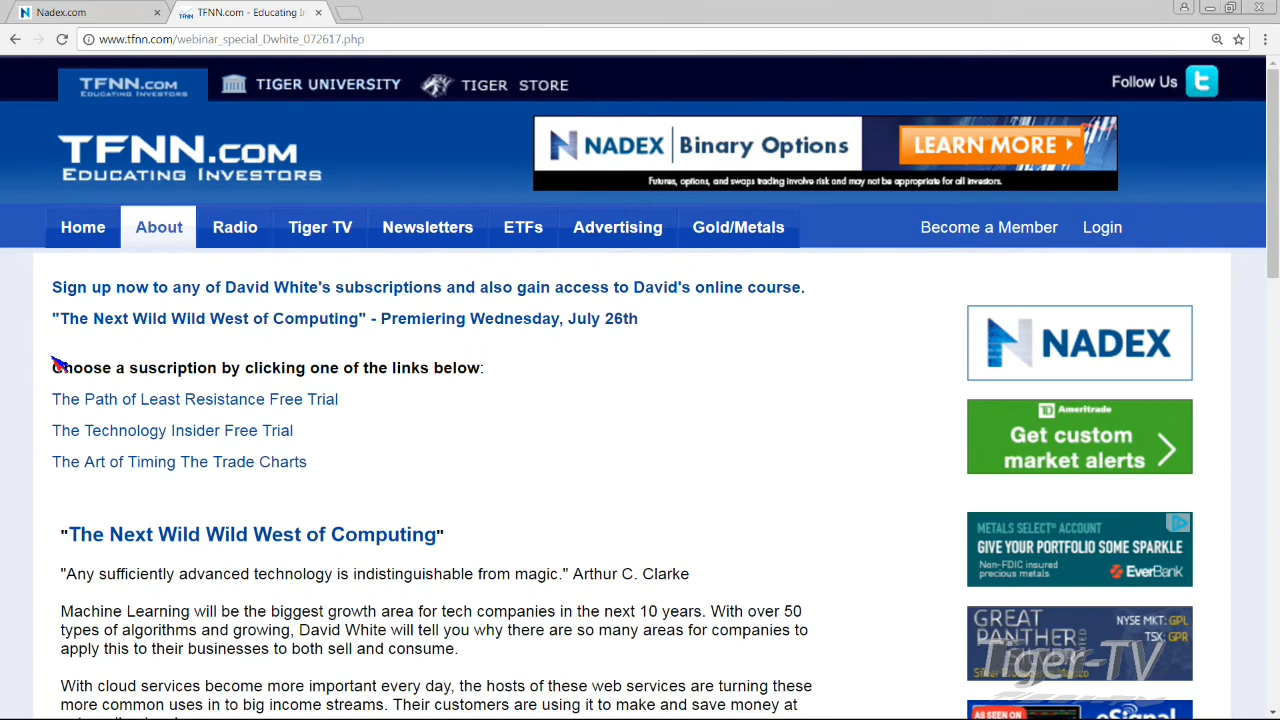 Nadex.com
TFNN.com - Educating In
www.tfnn.com/webinar_special_Dwhite_072617.php
TFNN.COM
EDUCATING INVESTORS
TIGER UNIVERSITY
TIGER STORE
Follow Us
TFNN.COM
EDUCATING INVESTORS
NADEX Binary Options
LEARN MORE
Futures, options, and swaps trading involve risk and may not be appropriate for all investors.
Home About Radio Tiger TV Newsletters ETFs Advertising Gold/Metals Become a Member Login
Sign up now to any of David White's subscriptions and also gain access to David's online course.
"The Next Wild Wild West of Computing" - Premiering Wednesday, July 26th
Choose a suscription by clicking one of the links below:
The Path of Least Resistance Free Trial
The Technology Insider Free Trial
The Art of Timing The Trade Charts
"The Next Wild Wild West of Computing"
"Any sufficiently advanced technology is indistinguishable from magic." Arthur C. Clarke
Machine Learning will be the biggest growth area for tech companies in the next 10 years. With over 50
types of algorithms and growing, David White will tell you why there are so many areas for companies to
apply this to their businesses to both sell and consume.
With cloud services become more important every day, the hosts of these web services are turning these
more common uses in to big income streams. Their customers are using it to make and save money at
NADEX
TD Ameritrade
Get custom
market alerts
METALS SELECT® ACCOUNT
GIVE YOUR PORTFOLIO SOME SPARKLE
Non-FDIC insured
precious metals
EverBank
GREAT
PANTHER
NYSE MKT: GPL
TSX: GPR
Tiger-TV
AS SEEN ON
eSignal